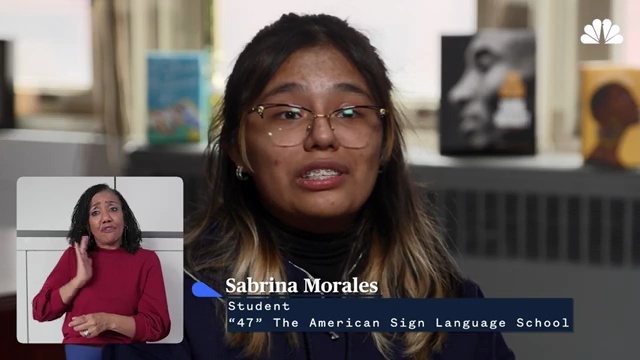 Sabrina Morales
Student
“47” The American Sign Language School